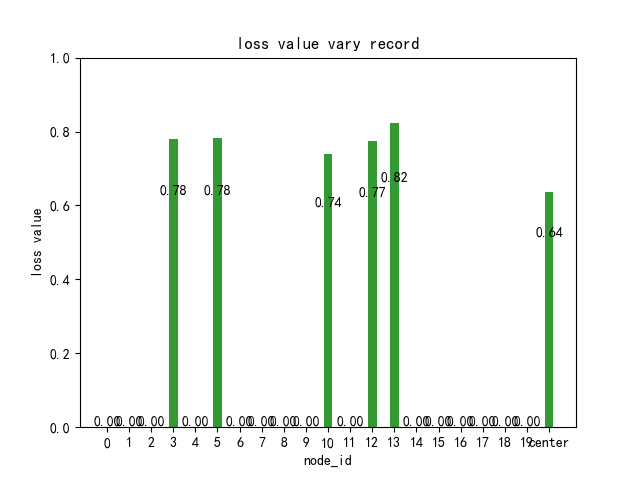 loss value vary record
1.0
0.8
0.6
0.4
0.2
0.0
loss value
0.00 0.00 0.00 0.78 0.00 0.78 0.00 0.00 0.00 0.00 0.74 0.00 0.77 0.82 0.00 0.00 0.00 0.00 0.00 0.00 0.64
0 1 2 3 4 5 6 7 8 9 10 11 12 13 14 15 16 17 18 19 center
node_id